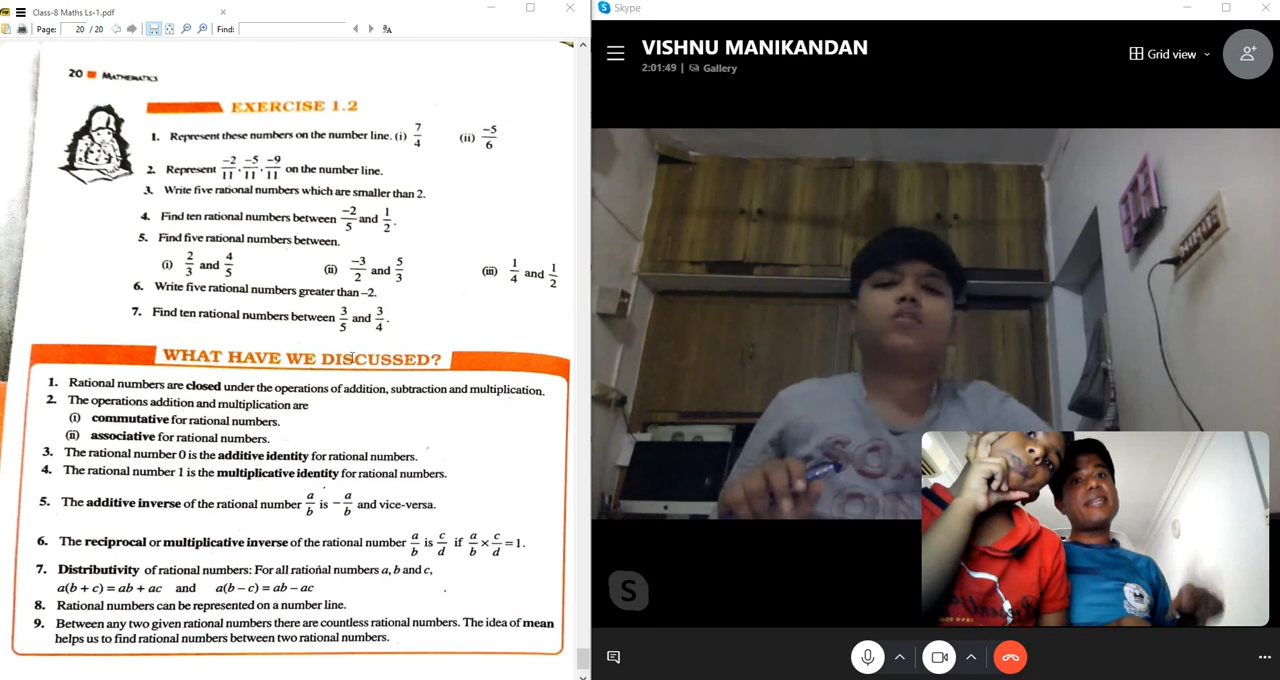 Class-8 Maths Ls-1.pdf
Page: 20 / 20 Find:
20 MATHEMATICS
EXERCISE 1.2
1. Represent these numbers on the number line. (i) 7/4 (ii) -5/6
2. Represent -2/11, -5/11, -9/11 on the number line.
3. Write five rational numbers which are smaller than 2.
4. Find ten rational numbers between -2/5 and 1/2.
5. Find five rational numbers between.
(i) 2/3 and 4/5 (ii) -3/2 and 5/3 (iii) 1/4 and 1/2
6. Write five rational numbers greater than –2.
7. Find ten rational numbers between 3/5 and 3/4.
WHAT HAVE WE DISCUSSED?
1. Rational numbers are closed under the operations of addition, subtraction and multiplication.
2. The operations addition and multiplication are
(i) commutative for rational numbers.
(ii) associative for rational numbers.
3. The rational number 0 is the additive identity for rational numbers.
4. The rational number 1 is the multiplicative identity for rational numbers.
5. The additive inverse of the rational number a/b is -a/b and vice-versa.
6. The reciprocal or multiplicative inverse of the rational number a/b is c/d if a/b × c/d = 1.
7. Distributivity of rational numbers: For all rational numbers a, b and c,
a(b + c) = ab + ac and a(b – c) = ab – ac
8. Rational numbers can be represented on a number line.
9. Between any two given rational numbers there are countless rational numbers. The idea of mean
helps us to find rational numbers between two rational numbers.
Skype
VISHNU MANIKANDAN
2:01:49 | Gallery
Grid view
S